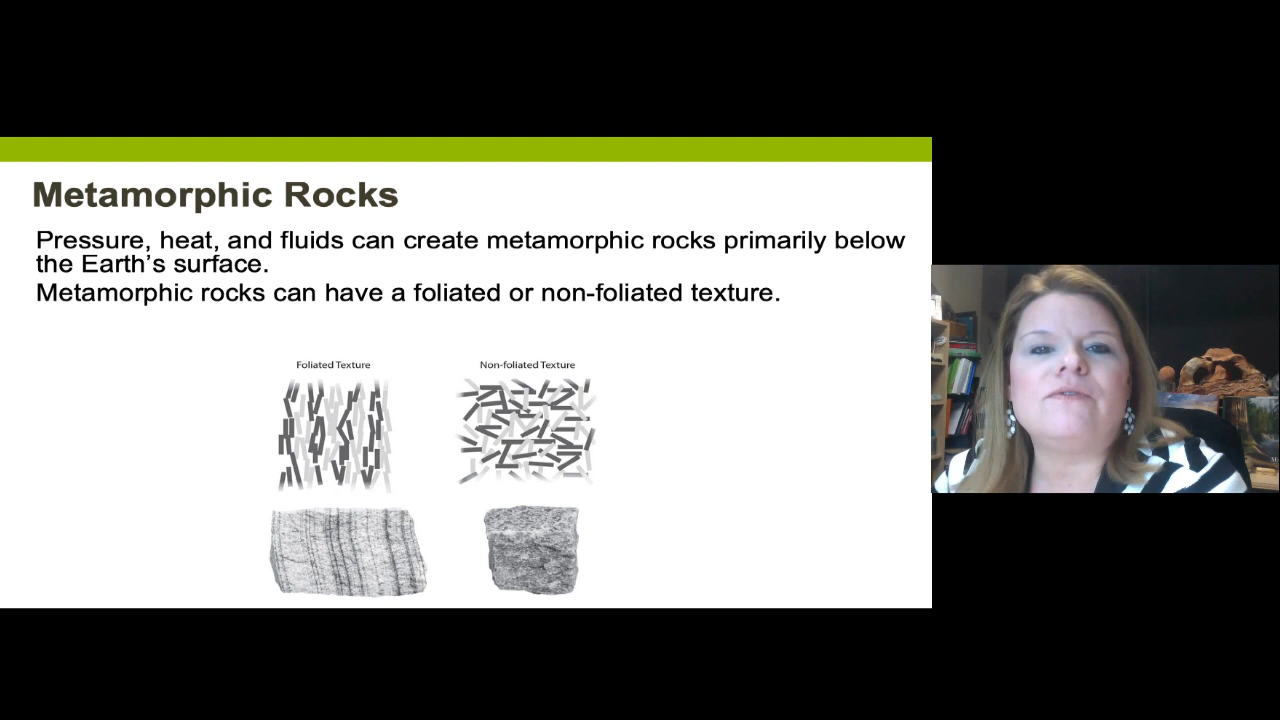 Metamorphic Rocks
Pressure, heat, and fluids can create metamorphic rocks primarily below
the Earth's surface.
Metamorphic rocks can have a foliated or non-foliated texture.
Foliated Texture
Non-foliated Texture